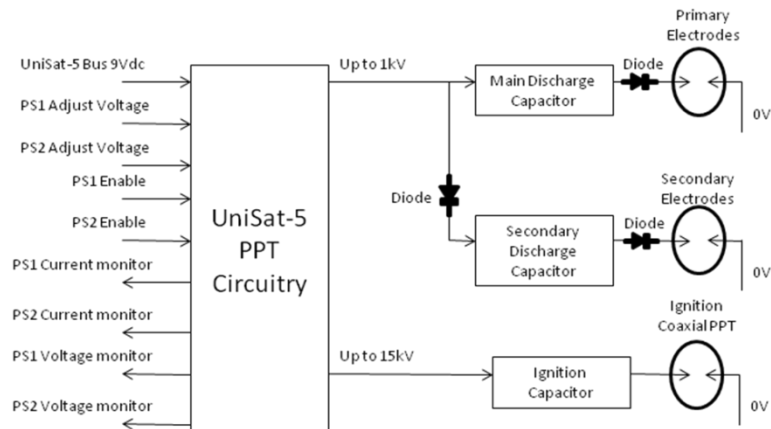 UniSat-5 Bus 9Vdc
PS1 Adjust Voltage
PS2 Adjust Voltage
PS1 Enable
PS2 Enable
PS1 Current monitor
PS2 Current monitor
PS1 Voltage monitor
PS2 Voltage monitor
UniSat-5
PPT
Circuitry
Up to 1kV
Diode
Up to 15kV
Main Discharge
Capacitor
Diode
Primary
Electrodes
0V
Secondary
Discharge
Capacitor
Diode
Secondary
Electrodes
0V
Ignition
Capacitor
Ignition
Coaxial PPT
0V